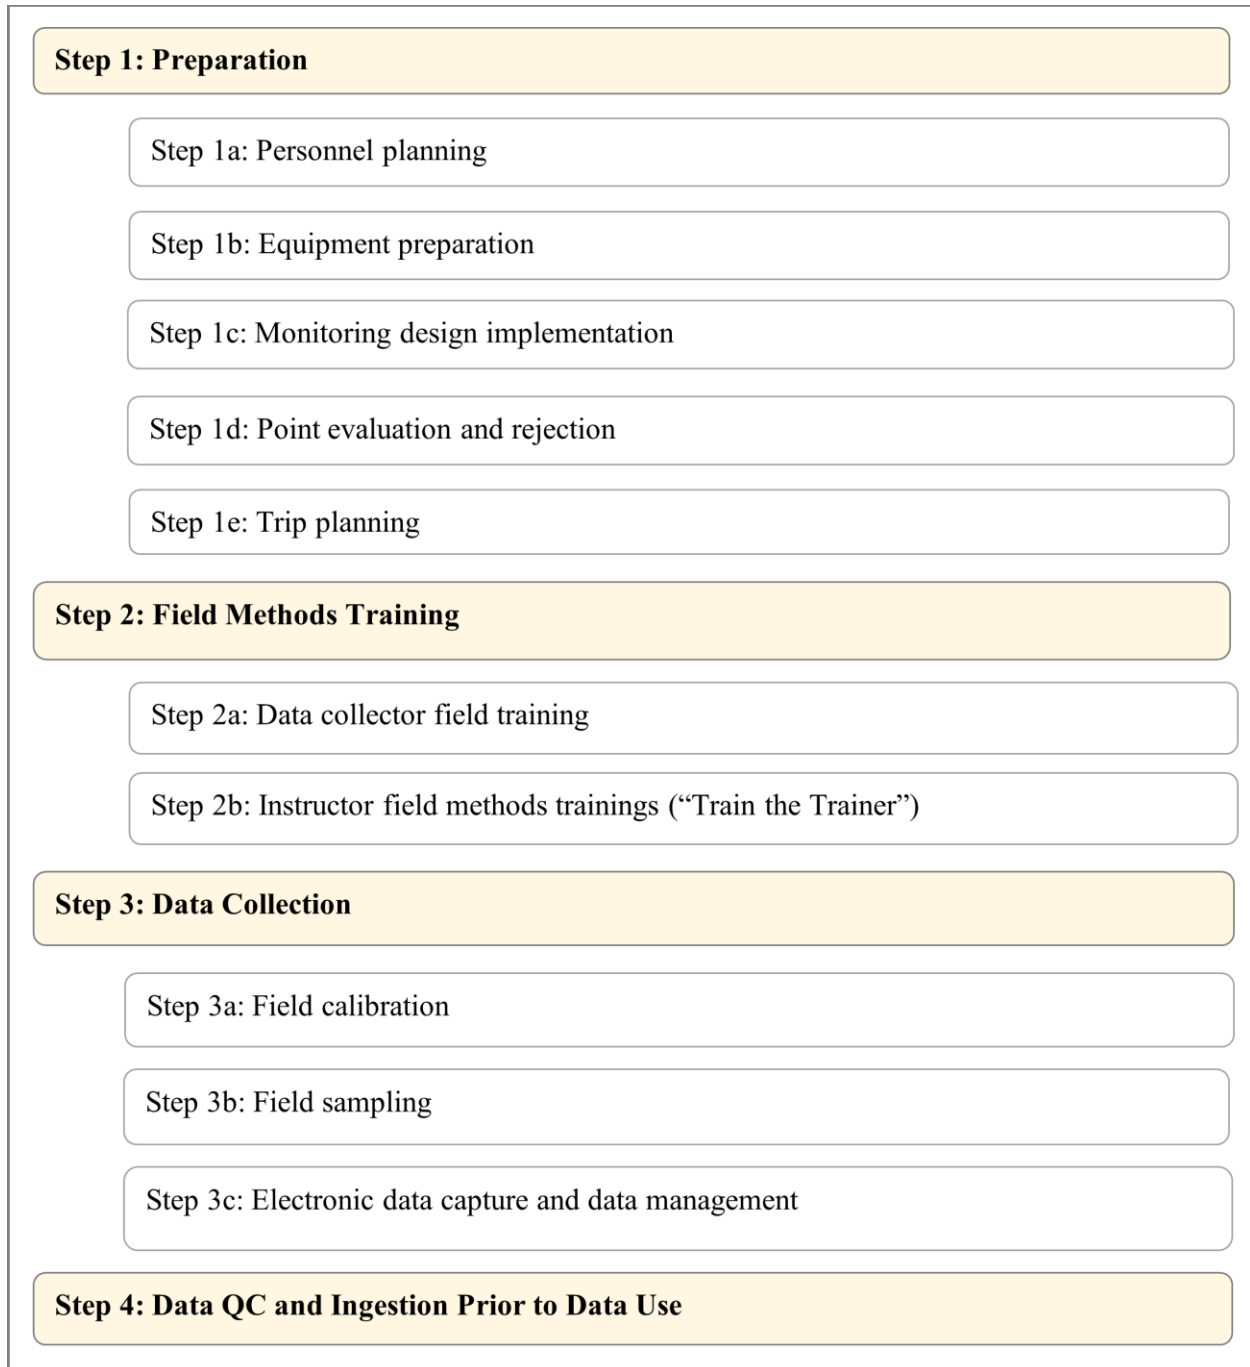 Step 1: Preparation
Step 1a: Personnel planning
Step 1b: Equipment preparation
Step 1c: Monitoring design implementation
Step 1d: Point evaluation and rejection
Step 1e: Trip planning
Step 2: Field Methods Training
Step 2a: Data collector field training
Step 2b: Instructor field methods trainings (“Train the Trainer”)
Step 3: Data Collection
Step 3a: Field calibration
Step 3b: Field sampling
Step 3c: Electronic data capture and data management
Step 4: Data QC and Ingestion Prior to Data Use